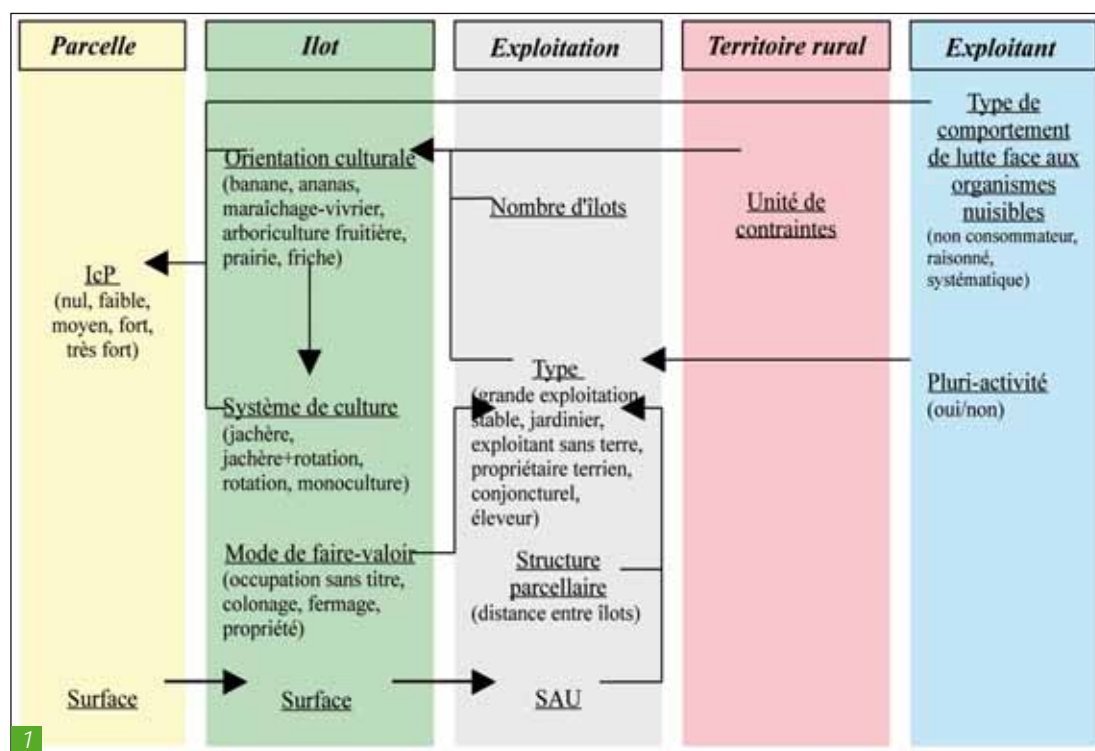 Parcelle
Ilot
Exploitation
Territoire rural
Exploitant
IcP
(nul, faible,
moyen, fort,
très fort)
Surface
Orientation culturale
(banane, ananas,
maraîchage-vivrier,
arboriculture fruitière,
prairie, friche)
Système de culture
(jachère,
jachère+rotation,
rotation, monoculture)
Mode de faire-valoir
(occupation sans titre,
colonage, fermage,
propriété)
Surface
Nombre d'îlots
Type
(grande exploitation
stable, jardinier,
exploitant sans terre,
propriétaire terrien,
conjoncturel,
éleveur)
Structure
parcellaire
(distance entre îlots)
SAU
Unité de
contraintes
Type de
comportement
de lutte face aux
organismes
nuisibles
(non consommateur,
raisonné,
systématique)
Pluri-activité
(oui/non)
1